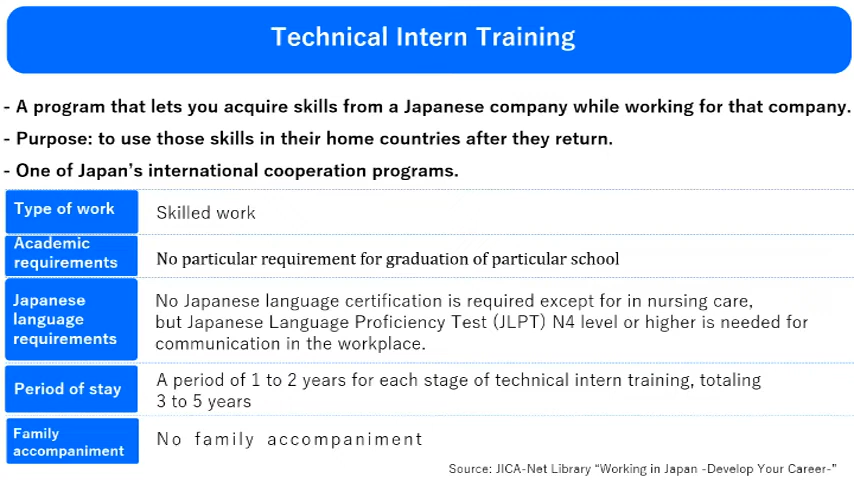 Technical Intern Training
- A program that lets you acquire skills from a Japanese company while working for that company.
- Purpose: to use those skills in their home countries after they return.
- One of Japan's international cooperation programs.
Type of work
Skilled work
Academic
requirements
No particular requirement for graduation of particular school
Japanese
language
requirements
No Japanese language certification is required except for in nursing care,
but Japanese Language Proficiency Test (JLPT) N4 level or higher is needed for
communication in the workplace.
Period of stay
A period of 1 to 2 years for each stage of technical intern training, totaling
3 to 5 years
Family
accompaniment
No family accompaniment
Source: JICA-Net Library “Working in Japan -Develop Your Career-”